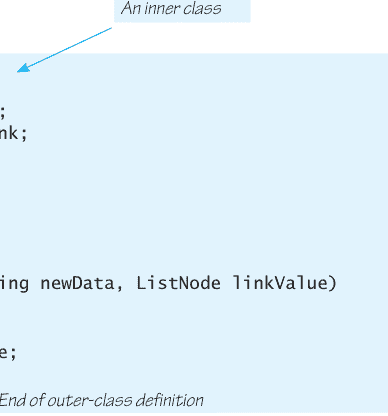 An inner class
;
nk;
ing newData, ListNode linkValue)
e;
End of outer-class definition